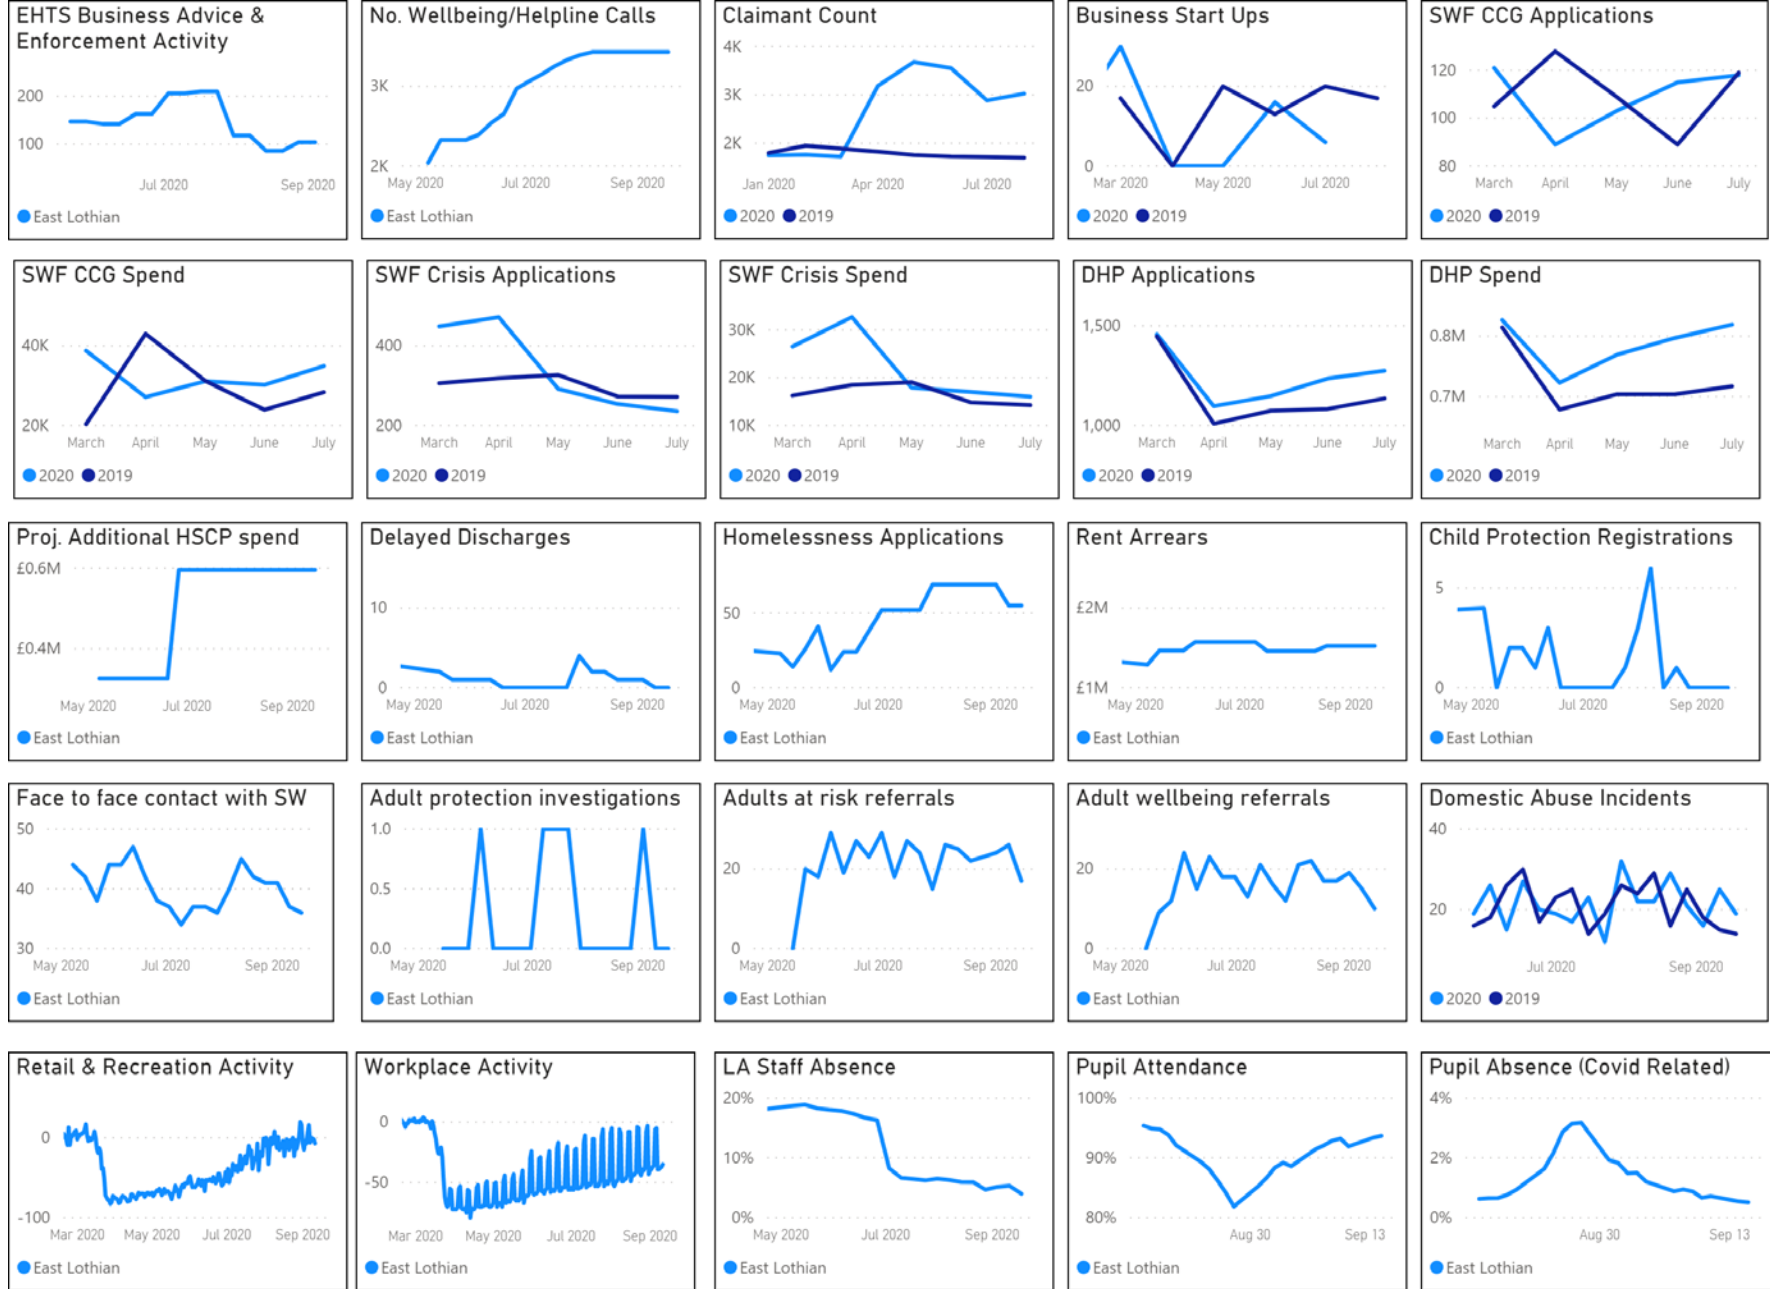 EHTS Business Advice &
Enforcement Activity
200
100
Jul 2020 Sep 2020
East Lothian
No. Wellbeing/Helpline Calls
3K
2K
May 2020 Jul 2020 Sep 2020
East Lothian
Claimant Count
4K
3K
2K
Jan 2020 Apr 2020 Jul 2020
2020 2019
Business Start Ups
20
0
Mar 2020 May 2020 Jul 2020
2020 2019
SWF CCG Applications
120
100
80
March April May June July
2020 2019
SWF CCG Spend
40K
20K
March April May June July
2020 2019
SWF Crisis Applications
400
200
March April May June July
2020 2019
SWF Crisis Spend
30K
20K
10K
March April May June July
2020 2019
DHP Applications
1,500
1,000
March April May June July
2020 2019
DHP Spend
0.8M
0.7M
March April May June July
2020 2019
Proj. Additional HSCP spend
£0.6M
£0.4M
May 2020 Jul 2020 Sep 2020
East Lothian
Delayed Discharges
10
0
May 2020 Jul 2020 Sep 2020
East Lothian
Homelessness Applications
50
0
May 2020 Jul 2020 Sep 2020
East Lothian
Rent Arrears
£2M
£1M
May 2020 Jul 2020 Sep 2020
East Lothian
Child Protection Registrations
5
0
May 2020 Jul 2020 Sep 2020
East Lothian
Face to face contact with SW
50
40
30
May 2020 Jul 2020 Sep 2020
East Lothian
Adult protection investigations
1.0
0.5
0.0
May 2020 Jul 2020 Sep 2020
East Lothian
Adults at risk referrals
20
0
May 2020 Jul 2020 Sep 2020
East Lothian
Adult wellbeing referrals
20
0
May 2020 Jul 2020 Sep 2020
East Lothian
Domestic Abuse Incidents
40
20
Jul 2020 Sep 2020
2020 2019
Retail & Recreation Activity
0
-100
Mar 2020 May 2020 Jul 2020 Sep 2020
East Lothian
Workplace Activity
0
-50
Mar 2020 May 2020 Jul 2020 Sep 2020
East Lothian
LA Staff Absence
20%
10%
0%
May 2020 Jul 2020 Sep 2020
East Lothian
Pupil Attendance
100%
90%
80%
Aug 30 Sep 13
East Lothian
Pupil Absence (Covid Related)
4%
2%
0%
Aug 30 Sep 13
East Lothian